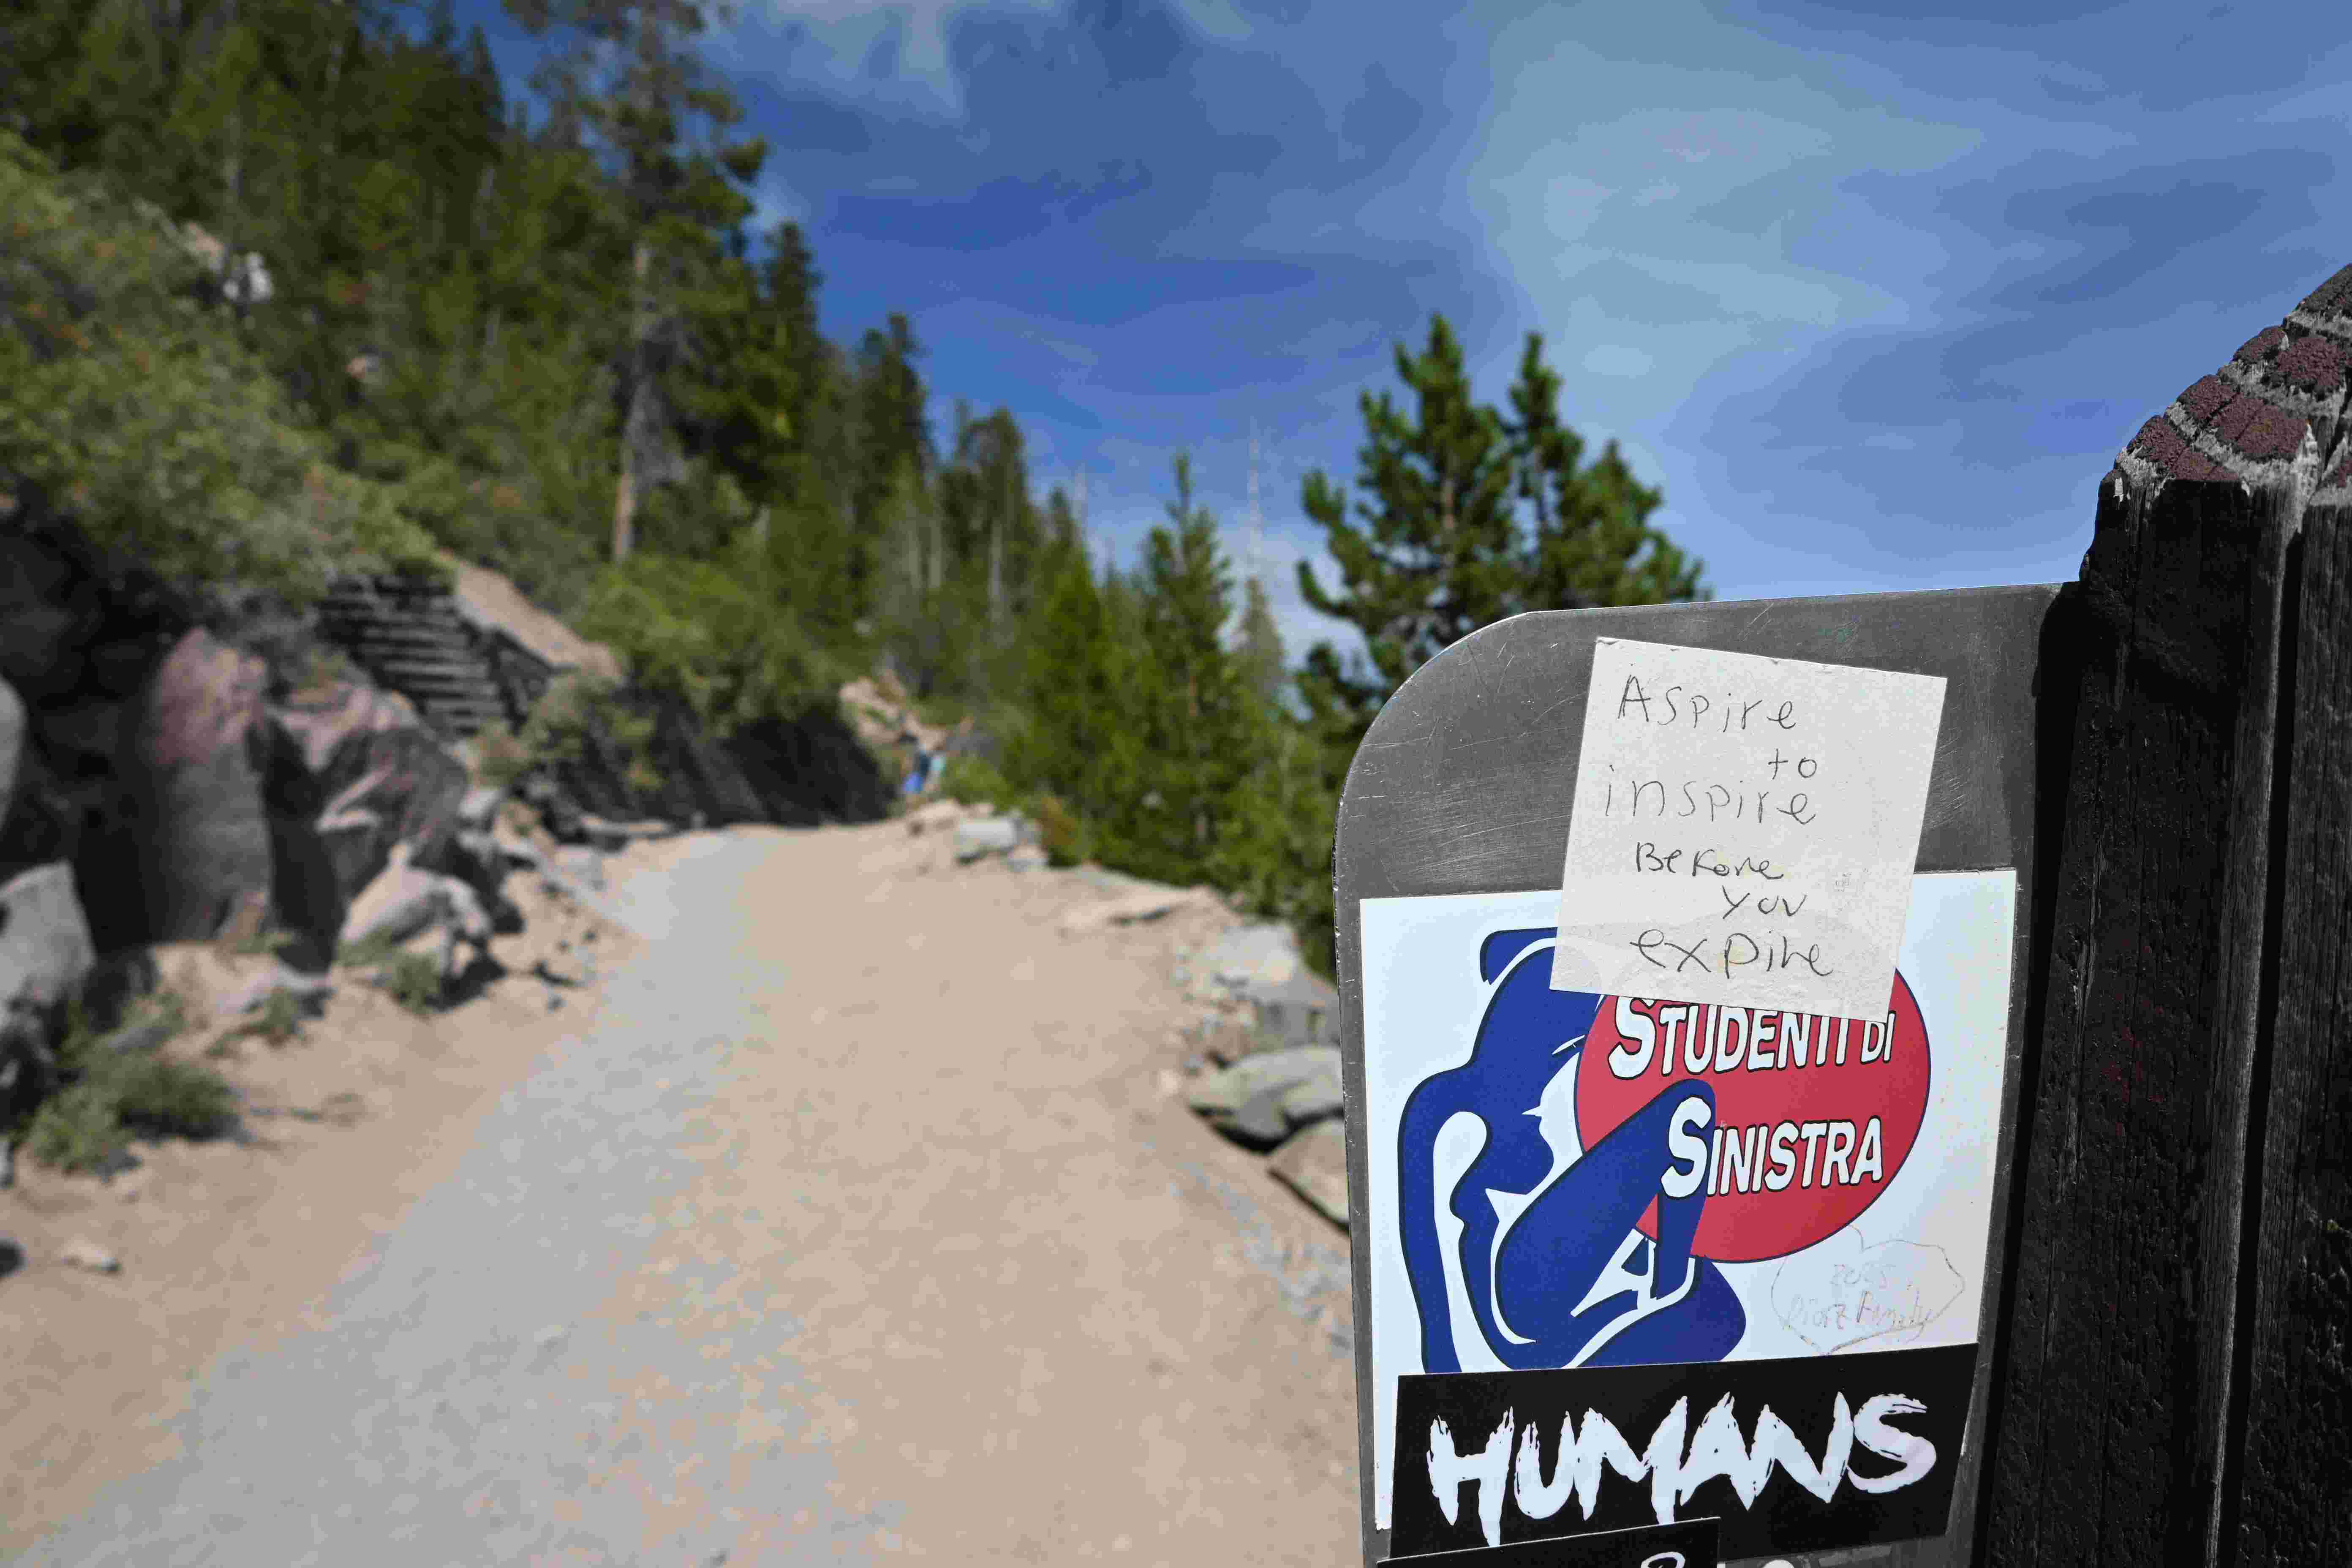 Aspire
to
inspire
Before
you
expire
STUDENTI DI
SINISTRA
HUMANS